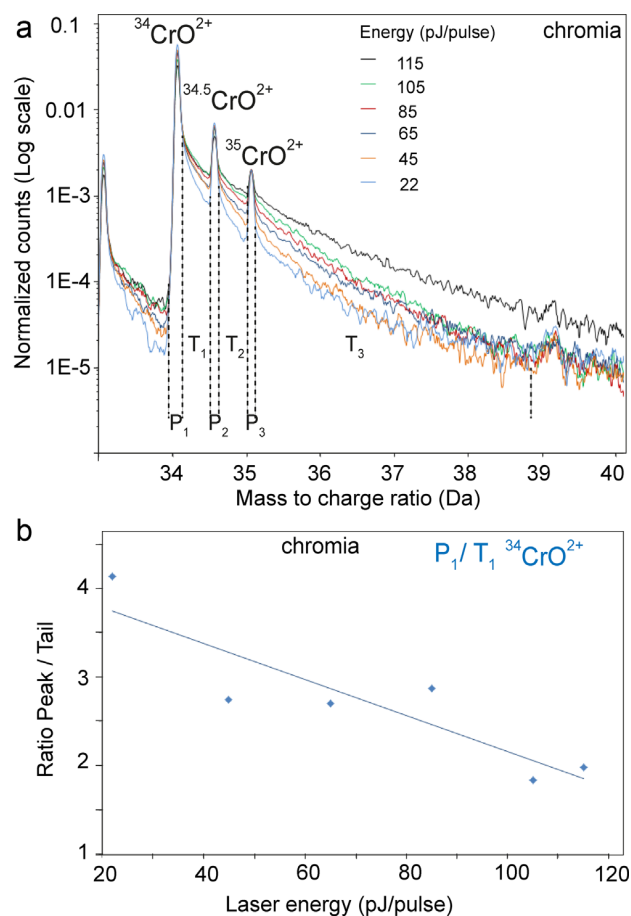 a
chromia
³⁴CrO²⁺
³⁴·⁵CrO²⁺
³⁵CrO²⁺
Energy (pJ/pulse)
115
105
85
65
45
22
Normalized counts (Log scale)
0.1
0.01
1E-3
1E-4
1E-5
T₁ T₂ T₃
P₁ P₂ P₃
34 35 36 37 38 39 40
Mass to charge ratio (Da)
b
chromia
P₁/ T₁ ³⁴CrO²⁺
Ratio Peak / Tail
4
3
2
1
20 40 60 80 100 120
Laser energy (pJ/pulse)